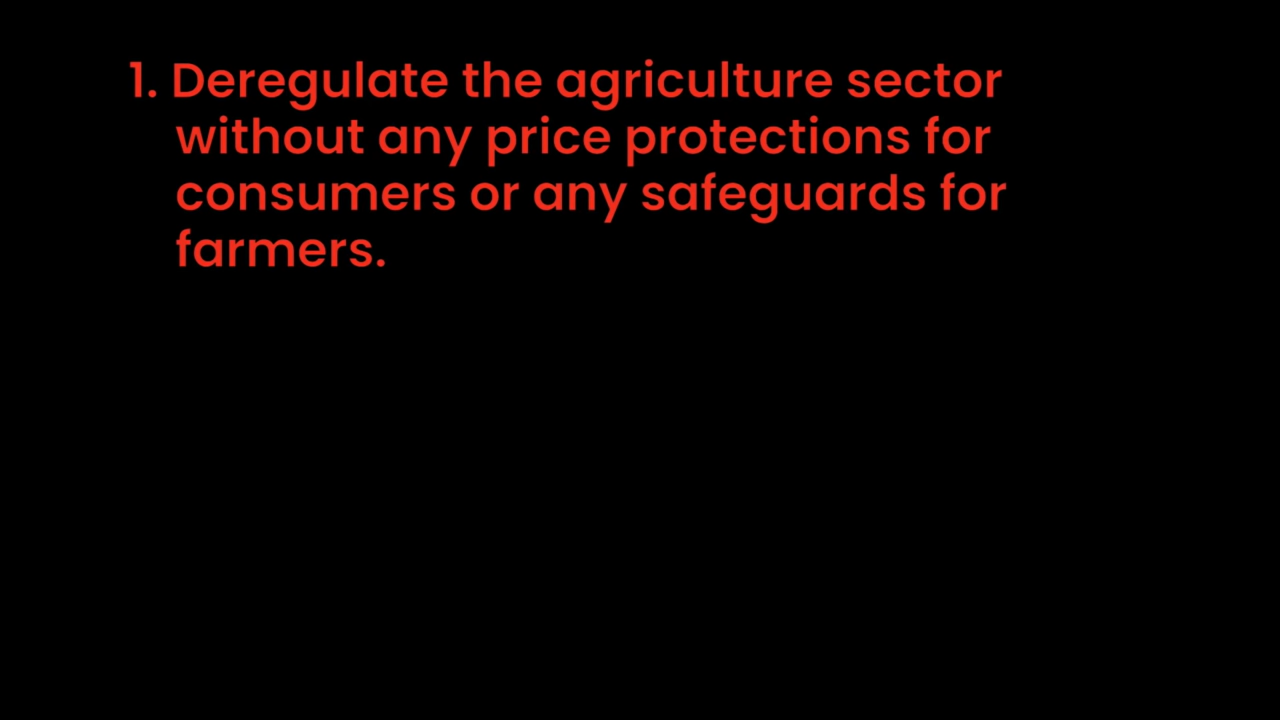 1. Deregulate the agriculture sector
without any price protections for
consumers or any safeguards for
farmers.